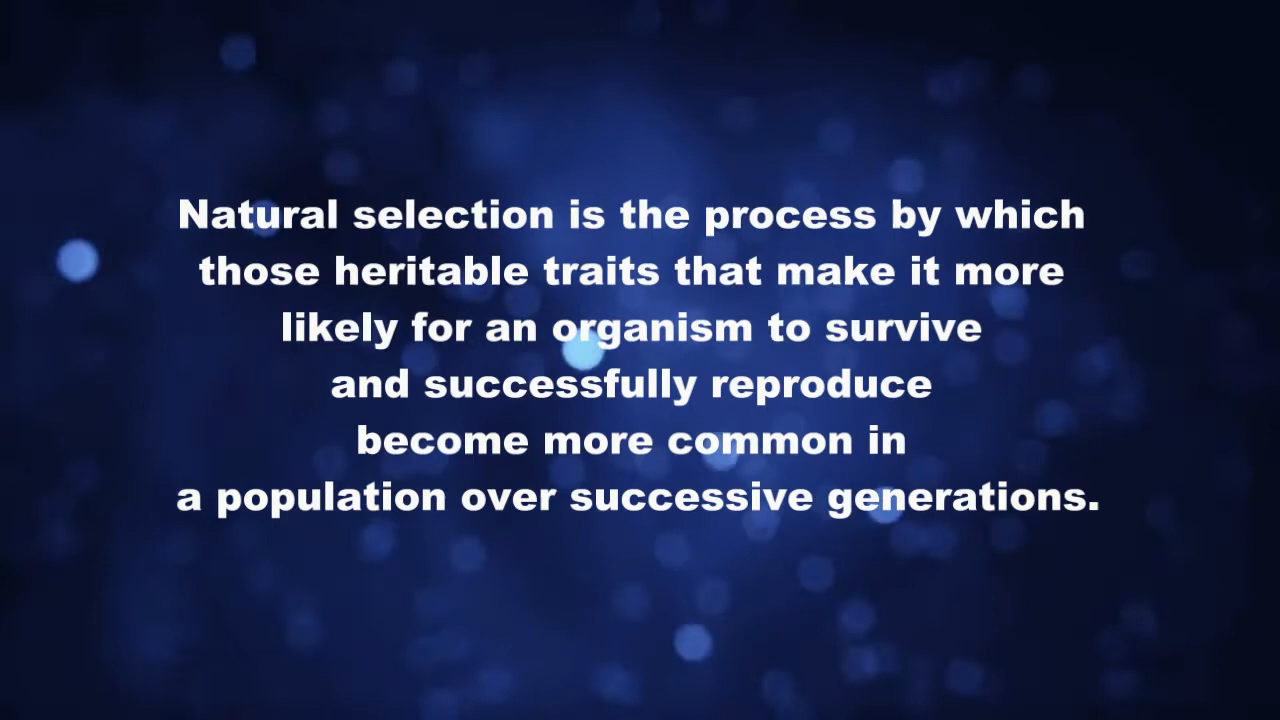 Natural selection is the process by which
those heritable traits that make it more
likely for an organism to survive
and successfully reproduce
become more common in
a population over successive generations.